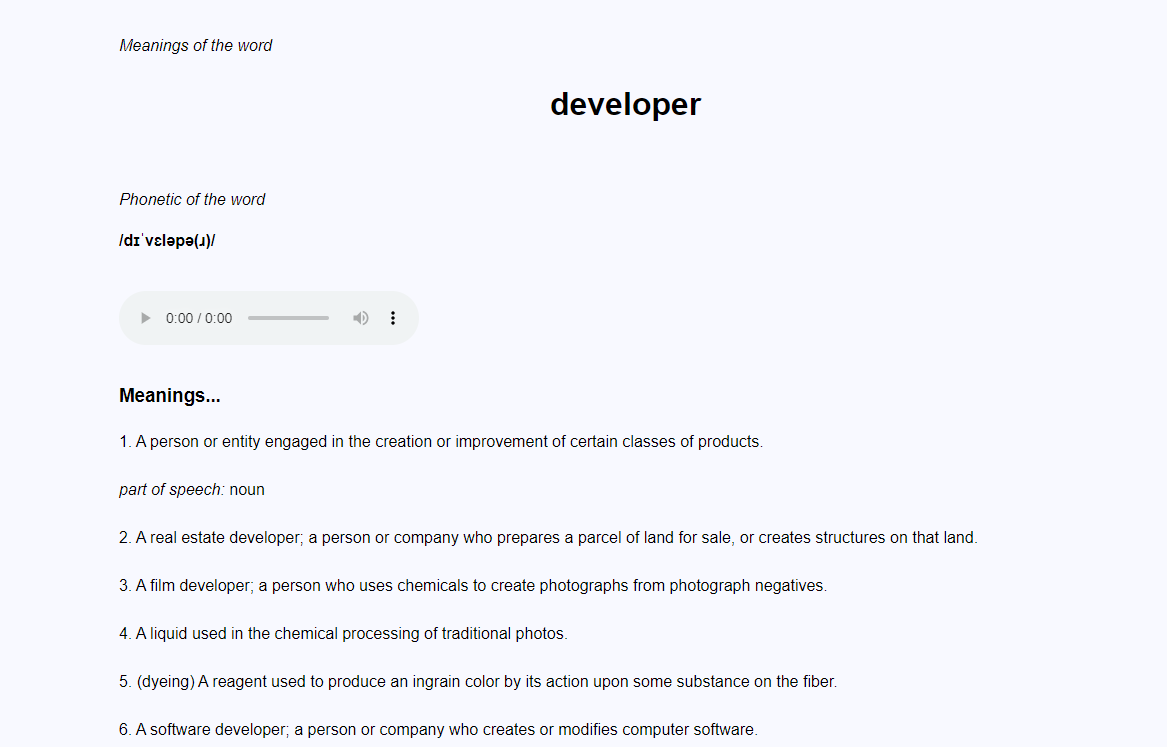 Meanings of the word
developer
Phonetic of the word
/dɪˈvɛləpə(ɹ)/
0:00 / 0:00
Meanings...
1. A person or entity engaged in the creation or improvement of certain classes of products.
part of speech: noun
2. A real estate developer; a person or company who prepares a parcel of land for sale, or creates structures on that land.
3. A film developer; a person who uses chemicals to create photographs from photograph negatives.
4. A liquid used in the chemical processing of traditional photos.
5. (dyeing) A reagent used to produce an ingrain color by its action upon some substance on the fiber.
6. A software developer; a person or company who creates or modifies computer software.